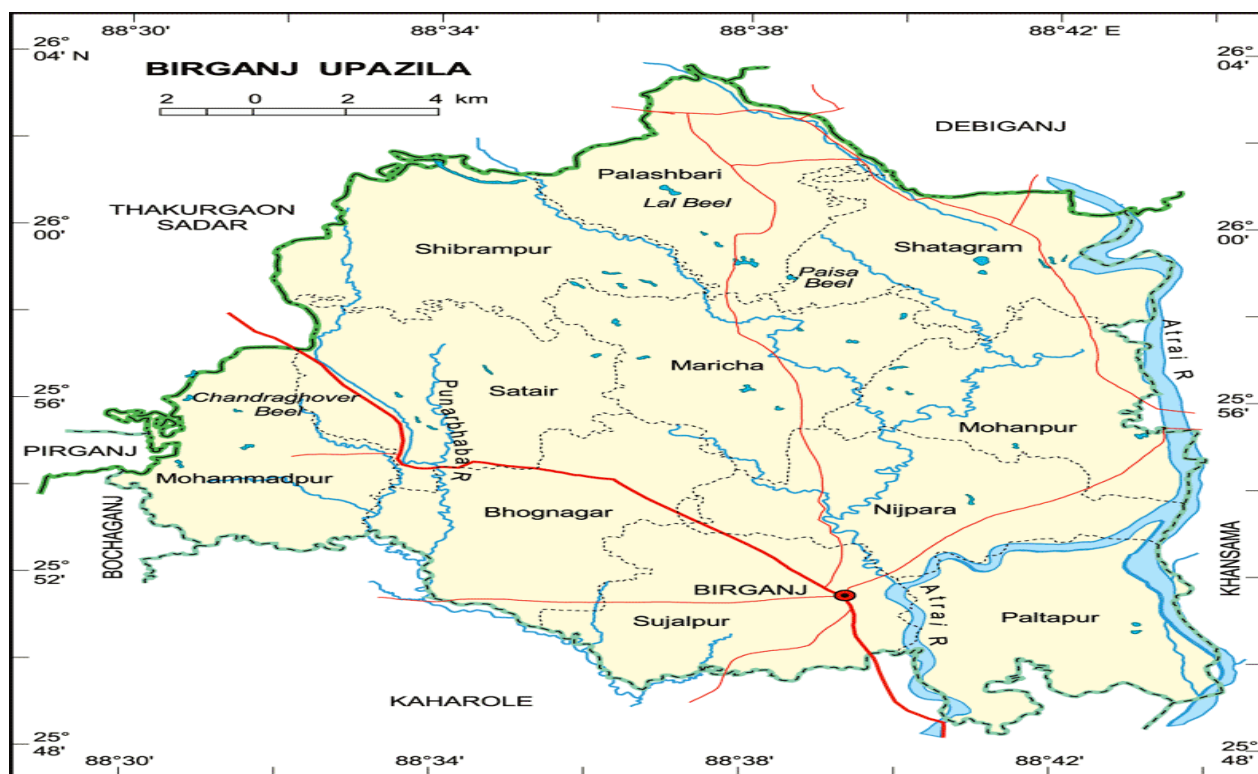 88°30' 88°34' 88°38' 88°42' E
26°
04' N
26°
04'
BIRGANJ UPAZILA
2 0 2 4 km
DEBIGANJ
Palashbari
Lal Beel
THAKURGAON
SADAR
26°
00'
26°
00'
Shibrampur
Shatagram
Paisa
Beel
Atrai R
Maricha
Satair
Punarbhaba R
Chandraghover
Beel
25°
56'
25°
56'
Mohanpur
PIRGANJ
Mohammadpur
BOCHAGANJ
Bhognagar
Nijpara
KHANSAMA
25°
52'
BIRGANJ
Atrai R
Sujalpur
Paltapur
KAHAROLE
25°
48'
25°
48'
88°30' 88°34' 88°38' 88°42'